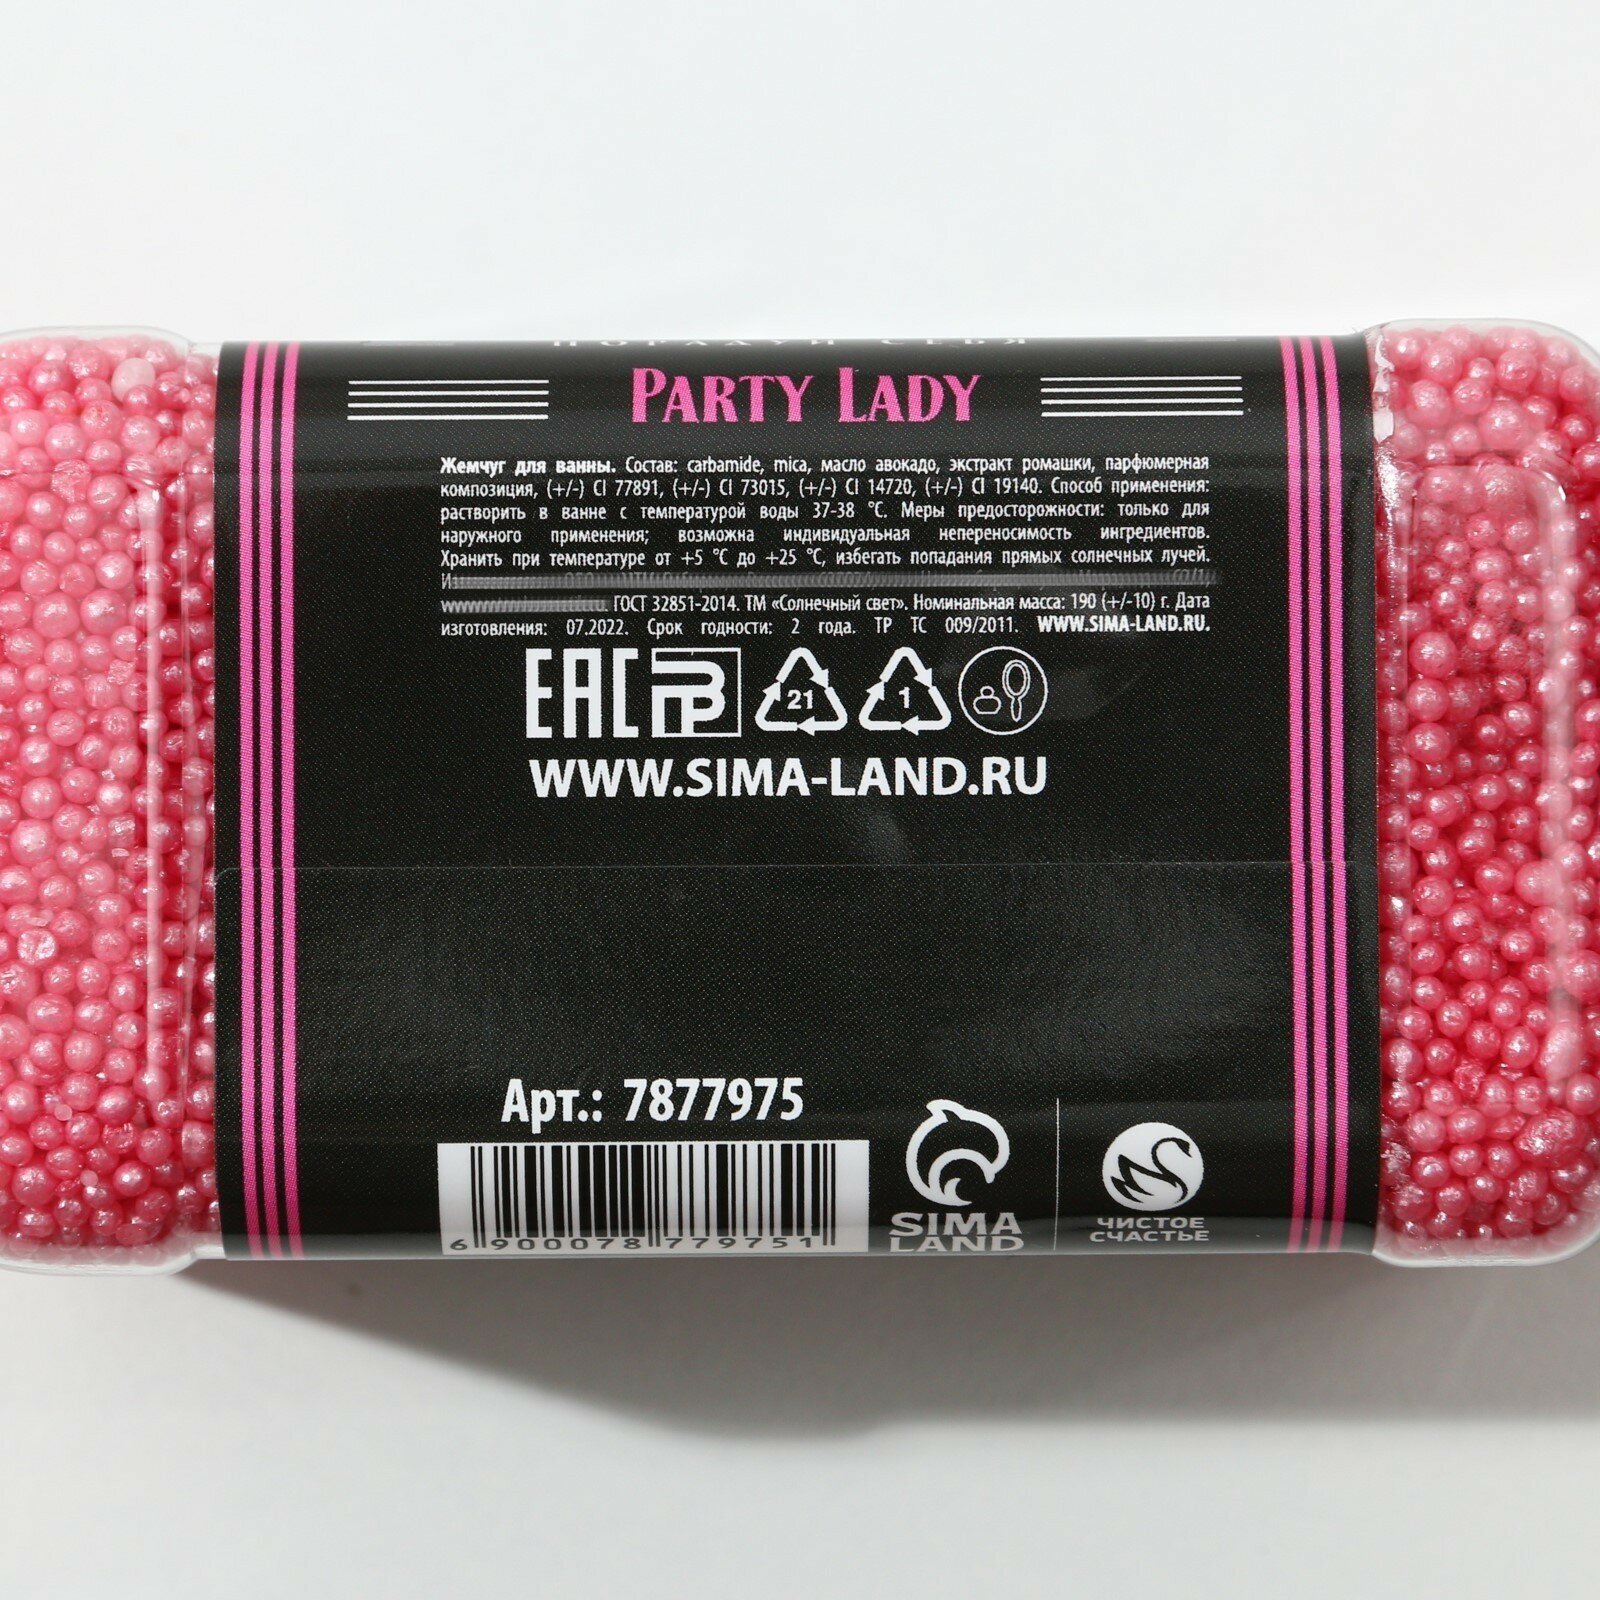 ПОРАДУЙ СЕБЯ
PARTY LADY
Жемчуг для ванны. Состав: carbamide, mica, масло авокадо, экстракт ромашки, парфюмерная
композиция, (+/-) CI 77891, (+/-) CI 73015, (+/-) CI 14720, (+/-) CI 19140. Способ применения:
растворить в ванне с температурой воды 37-38 °C. Меры предосторожности: только для
наружного применения; возможна индивидуальная непереносимость ингредиентов.
Хранить при температуре от +5 °C до +25 °C, избегать попадания прямых солнечных лучей.
ГОСТ 32851-2014. ТМ «Солнечный свет». Номинальная масса: 190 (+/-10) г. Дата
изготовления: 07.2022. Срок годности: 2 года. ТР ТС 009/2011. WWW.SIMA-LAND.RU.
EAC
21
1
WWW.SIMA-LAND.RU
Арт.: 7877975
6 900078 779751
SIMA
LAND
ЧИСТОЕ
СЧАСТЬЕ